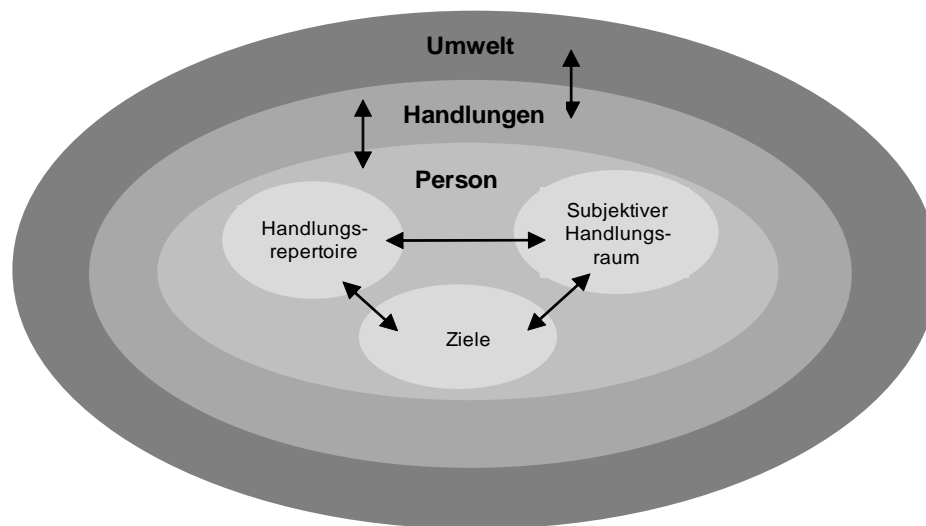 Umwelt
Handlungen
Person
Handlungs-
repertoire
Subjektiver
Handlungs-
raum
Ziele